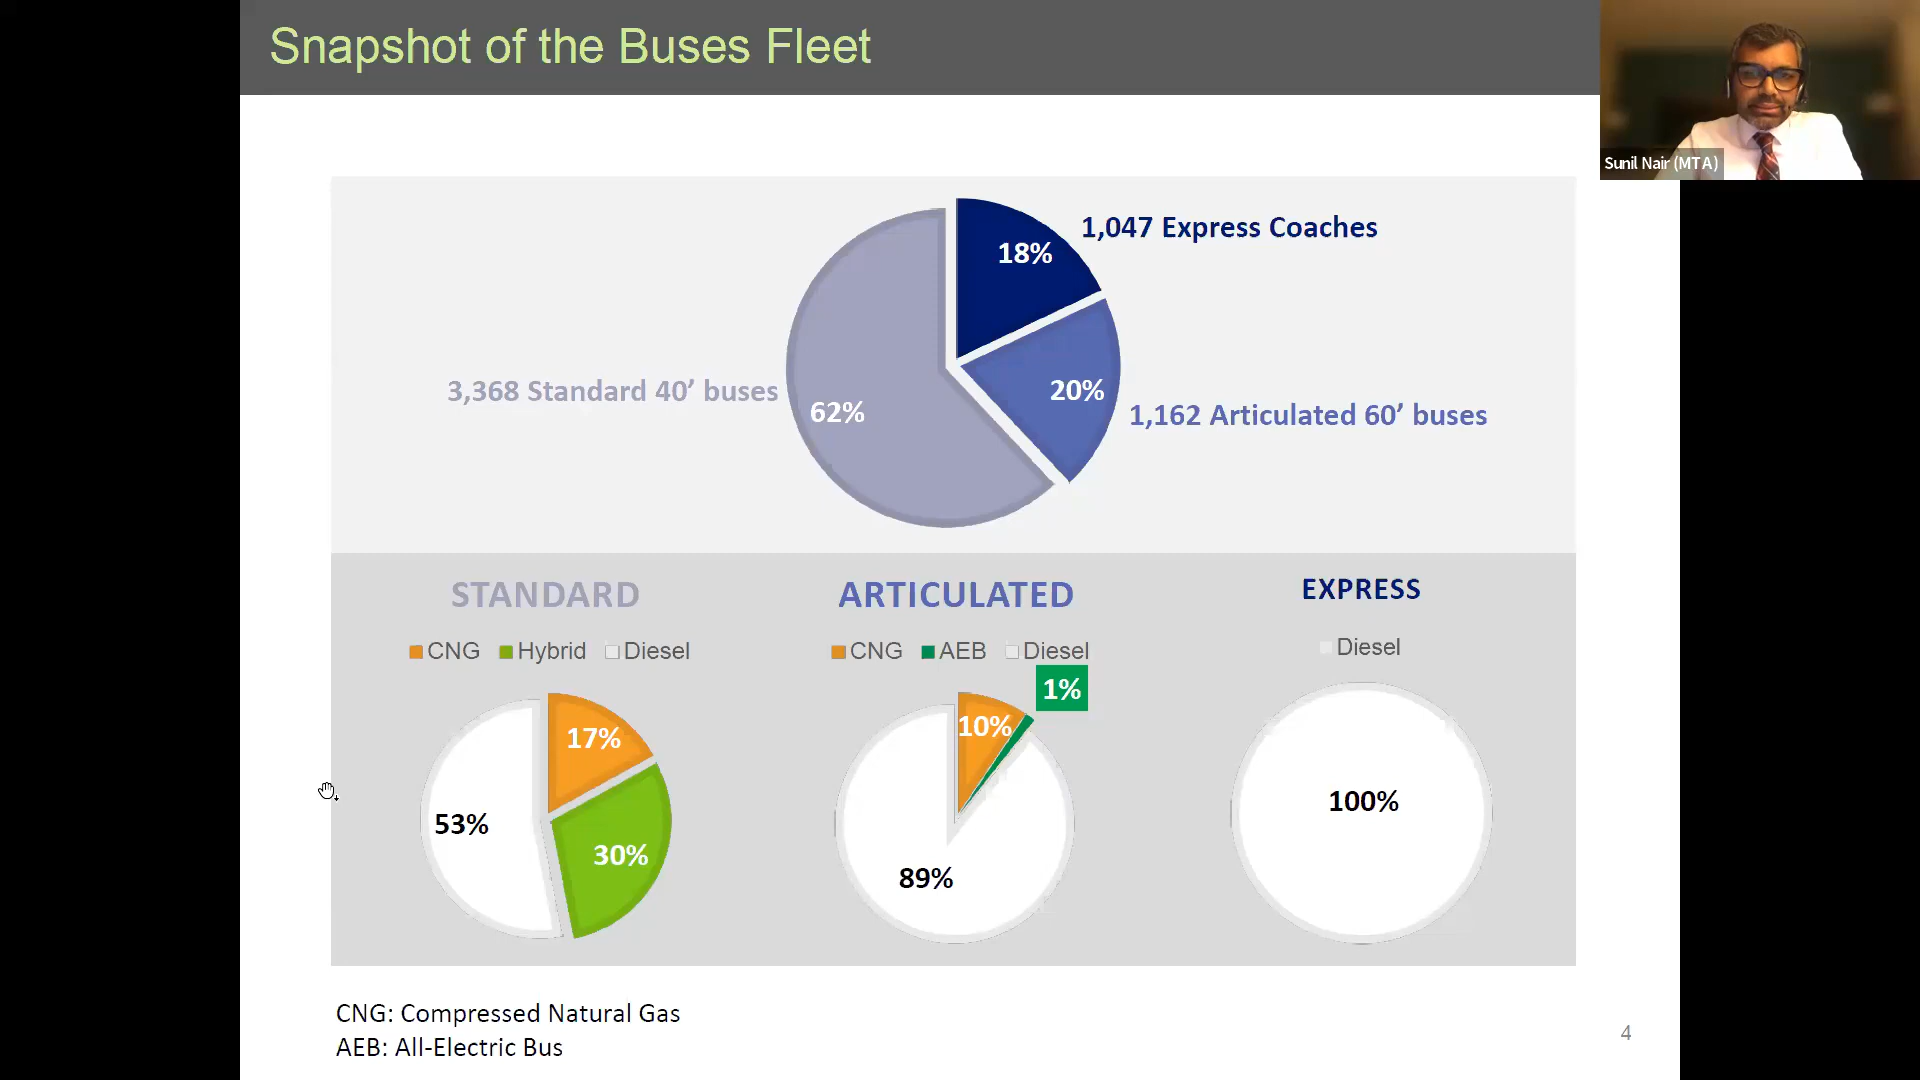 Snapshot of the Buses Fleet
Sunil Nair (MTA)
1,047 Express Coaches
18%
3,368 Standard 40’ buses
62%
20%
1,162 Articulated 60’ buses
STANDARD
CNG Hybrid Diesel
17%
53%
30%
ARTICULATED
CNG AEB Diesel
1%
10%
89%
EXPRESS
Diesel
100%
CNG: Compressed Natural Gas
AEB: All-Electric Bus
4